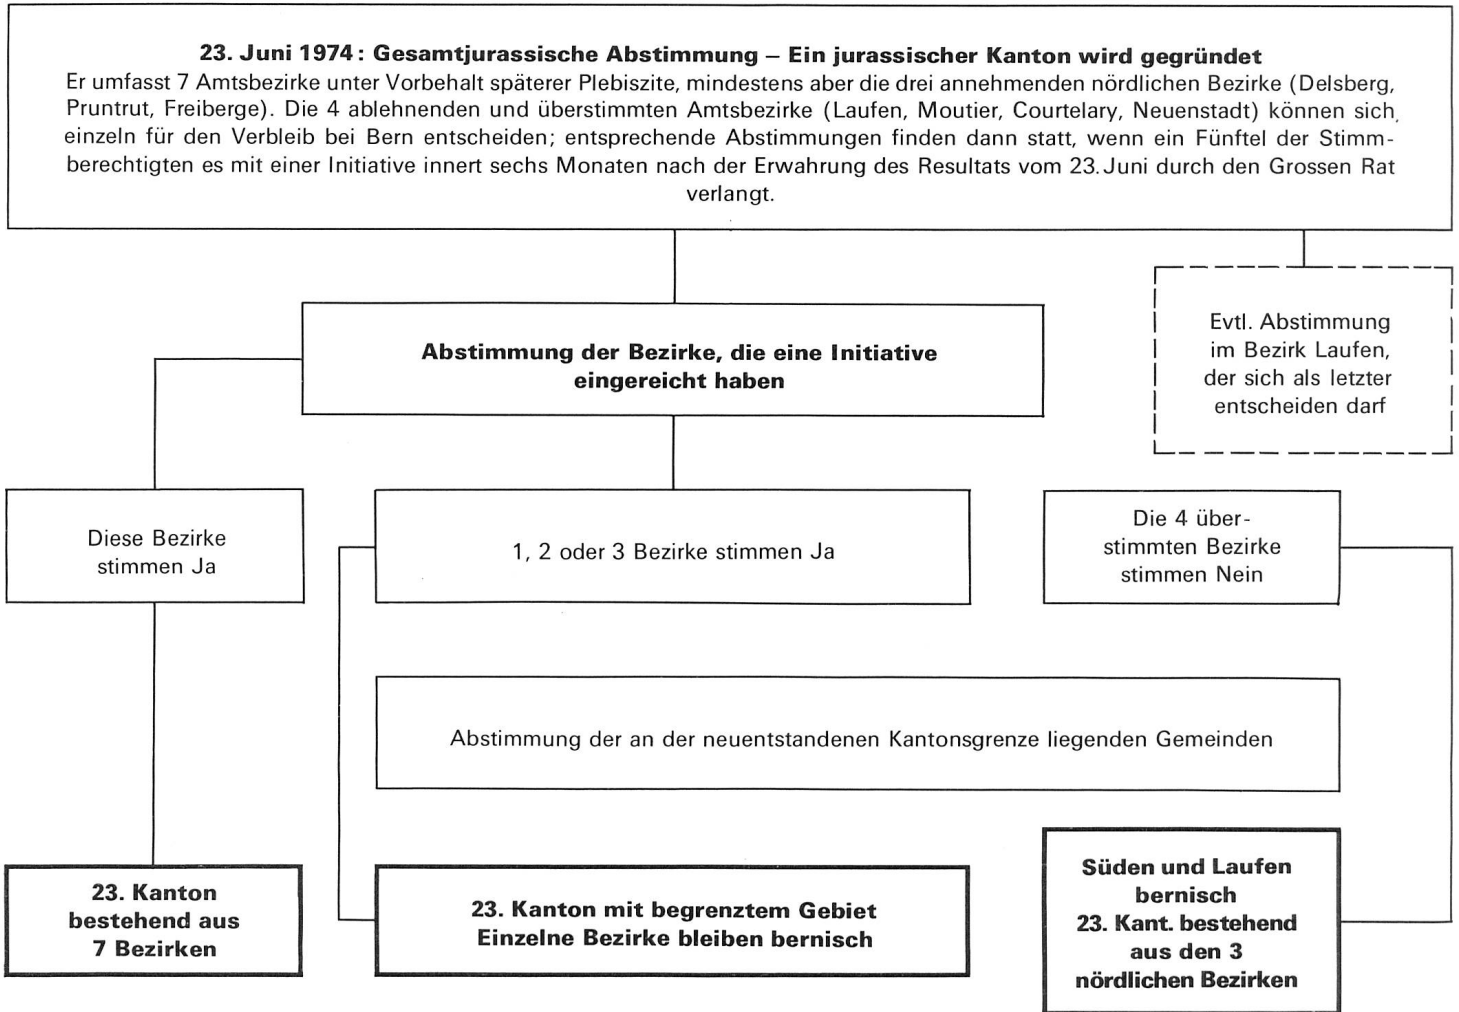 23. Juni 1974: Gesamtjurassische Abstimmung – Ein jurassischer Kanton wird gegründet
Er umfasst 7 Amtsbezirke unter Vorbehalt späterer Plebiszite, mindestens aber die drei annehmenden nördlichen Bezirke (Delsberg,
Pruntrut, Freiberge). Die 4 ablehnenden und überstimmten Amtsbezirke (Laufen, Moutier, Courtelary, Neuenstadt) können sich
einzeln für den Verbleib bei Bern entscheiden; entsprechende Abstimmungen finden dann statt, wenn ein Fünftel der Stimm-
berechtigten es mit einer Initiative innert sechs Monaten nach der Erwahrung des Resultats vom 23. Juni durch den Grossen Rat
verlangt.
Evtl. Abstimmung
im Bezirk Laufen,
der sich als letzter
entscheiden darf
Abstimmung der Bezirke, die eine Initiative
eingereicht haben
Diese Bezirke
stimmen Ja
1, 2 oder 3 Bezirke stimmen Ja
Die 4 über-
stimmten Bezirke
stimmen Nein
Abstimmung der an der neuentstandenen Kantonsgrenze liegenden Gemeinden
23. Kanton
bestehend aus
7 Bezirken
23. Kanton mit begrenztem Gebiet
Einzelne Bezirke bleiben bernisch
Süden und Laufen
bernisch
23. Kant. bestehend
aus den 3
nördlichen Bezirken